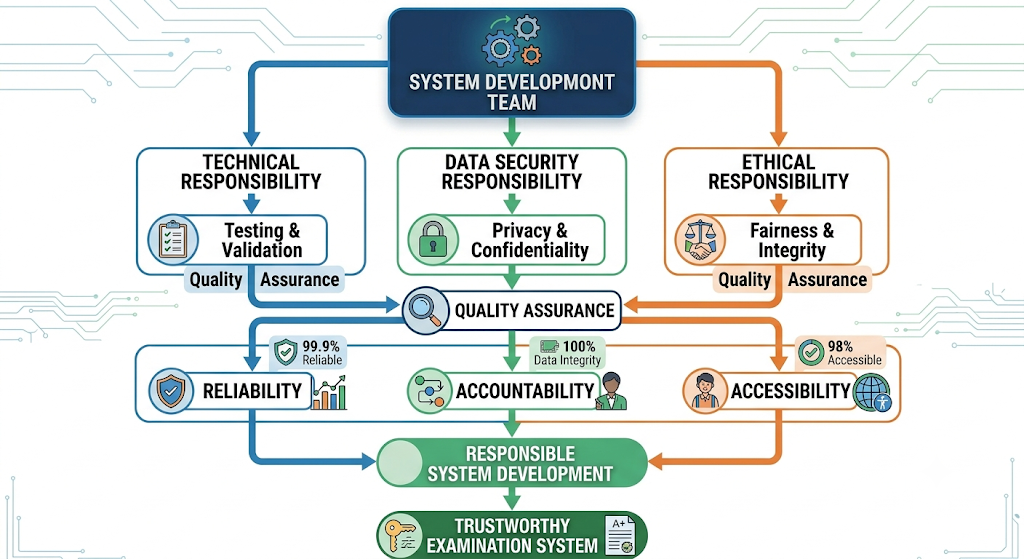 SYSTEM DEVELOPMONT
TEAM
TECHNICAL
RESPONSIBILITY
Testing &
Validation
Quality Assurance
DATA SECURITY
RESPONSIBILITY
Privacy &
Confidentiality
ETHICAL
RESPONSIBILITY
Fairness &
Integrity
Quality Assurance
QUALITY ASSURANCE
99.9%
Reliable
RELIABILITY
100%
Data Integrity
ACCOUNTABILITY
98%
Accessible
ACCESSIBILITY
RESPONSIBLE
SYSTEM DEVELOPMENT
TRUSTWORTHY
EXAMINATION SYSTEM
A+